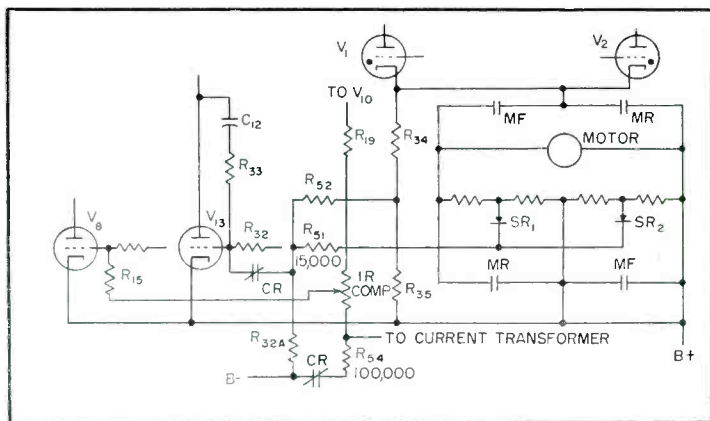 V1
V2
C12
TO V10
MF
MR
R19
R34
MOTOR
R33
R52
V8
V13
R32
R51
SR1
SR2
15,000
R15
CR
1R
COMP
R35
MR
MF
R32A
TO CURRENT TRANSFORMER
R54
CR
B-
100,000
B+